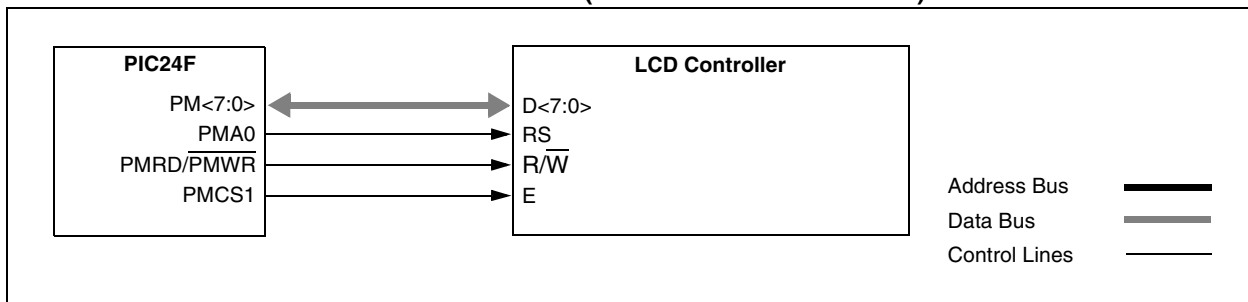 PIC24F
PM<7:0>
PMA0
PMRD/PMWR
PMCS1
LCD Controller
D<7:0>
RS
R/W
E
Address Bus
Data Bus
Control Lines